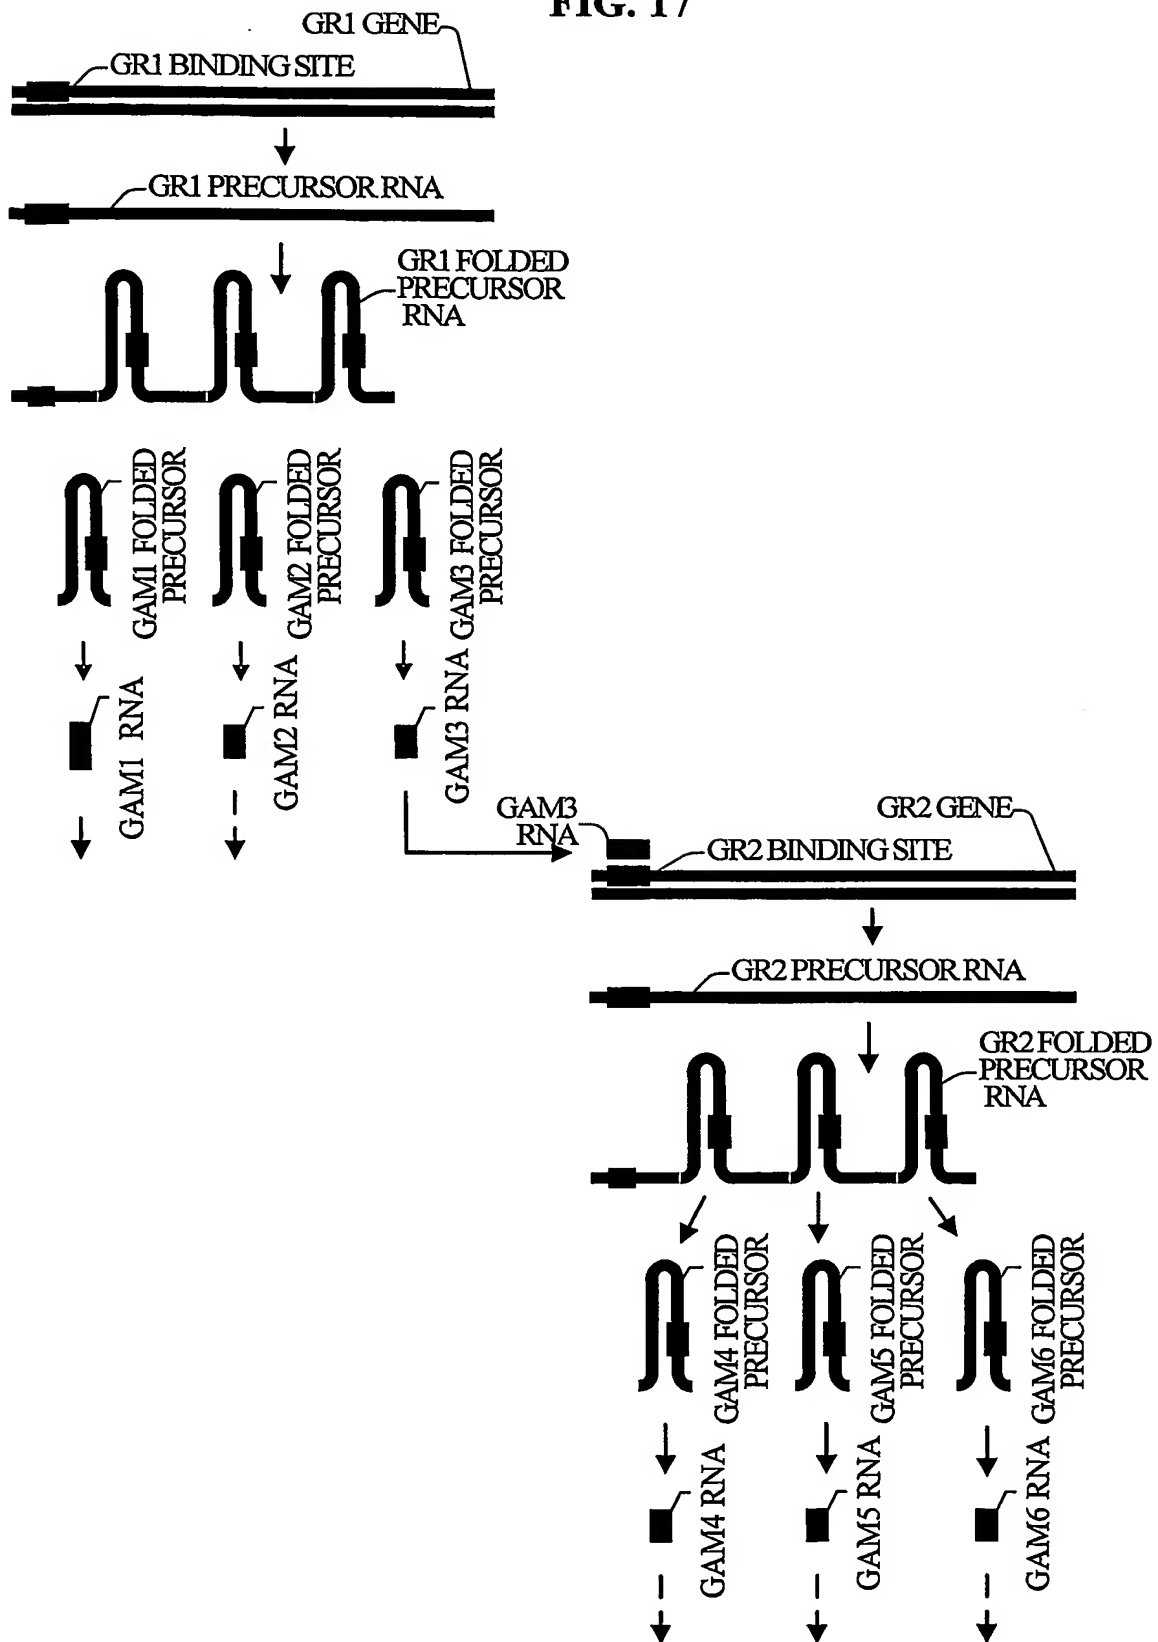 FIG. 17
GR1 GENE
GR1 BINDING SITE
GR1 PRECURSOR RNA
GR1 FOLDED
PRECURSOR
RNA
GAM1 FOLDED
PRECURSOR
GAM2 FOLDED
PRECURSOR
GAM3 FOLDED
PRECURSOR
GAM1 RNA
GAM2 RNA
GAM3 RNA
GAM3
RNA
GR2 GENE
GR2 BINDING SITE
GR2 PRECURSOR RNA
GR2 FOLDED
PRECURSOR
RNA
GAM4 FOLDED
PRECURSOR
GAM5 FOLDED
PRECURSOR
GAM6 FOLDED
PRECURSOR
GAM4 RNA
GAM5 RNA
GAM6 RNA